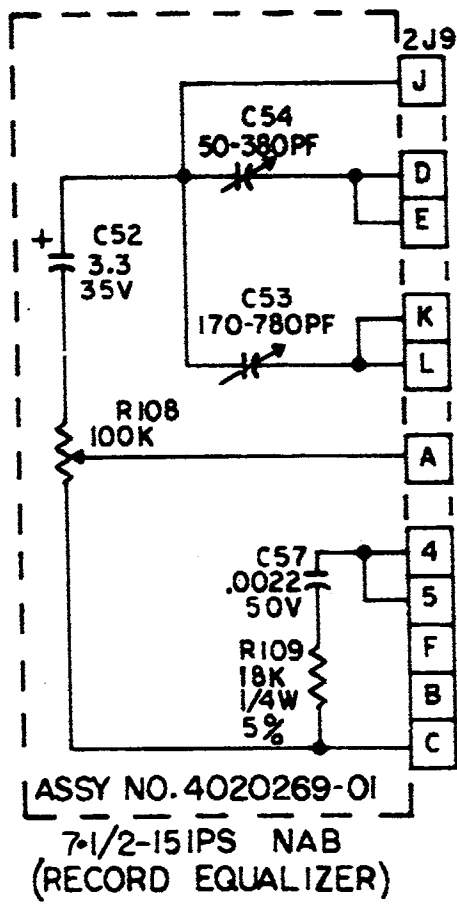 2J9
J
C54
50-380PF
D
E
+
C52
3.3
35V
C53
170-780PF
K
L
R108
100K
A
C57
.0022
50V
4
5
R109
18K
1/4W
5%
F
B
C
ASSY NO. 4020269-01
7-1/2-15IPS NAB
(RECORD EQUALIZER)